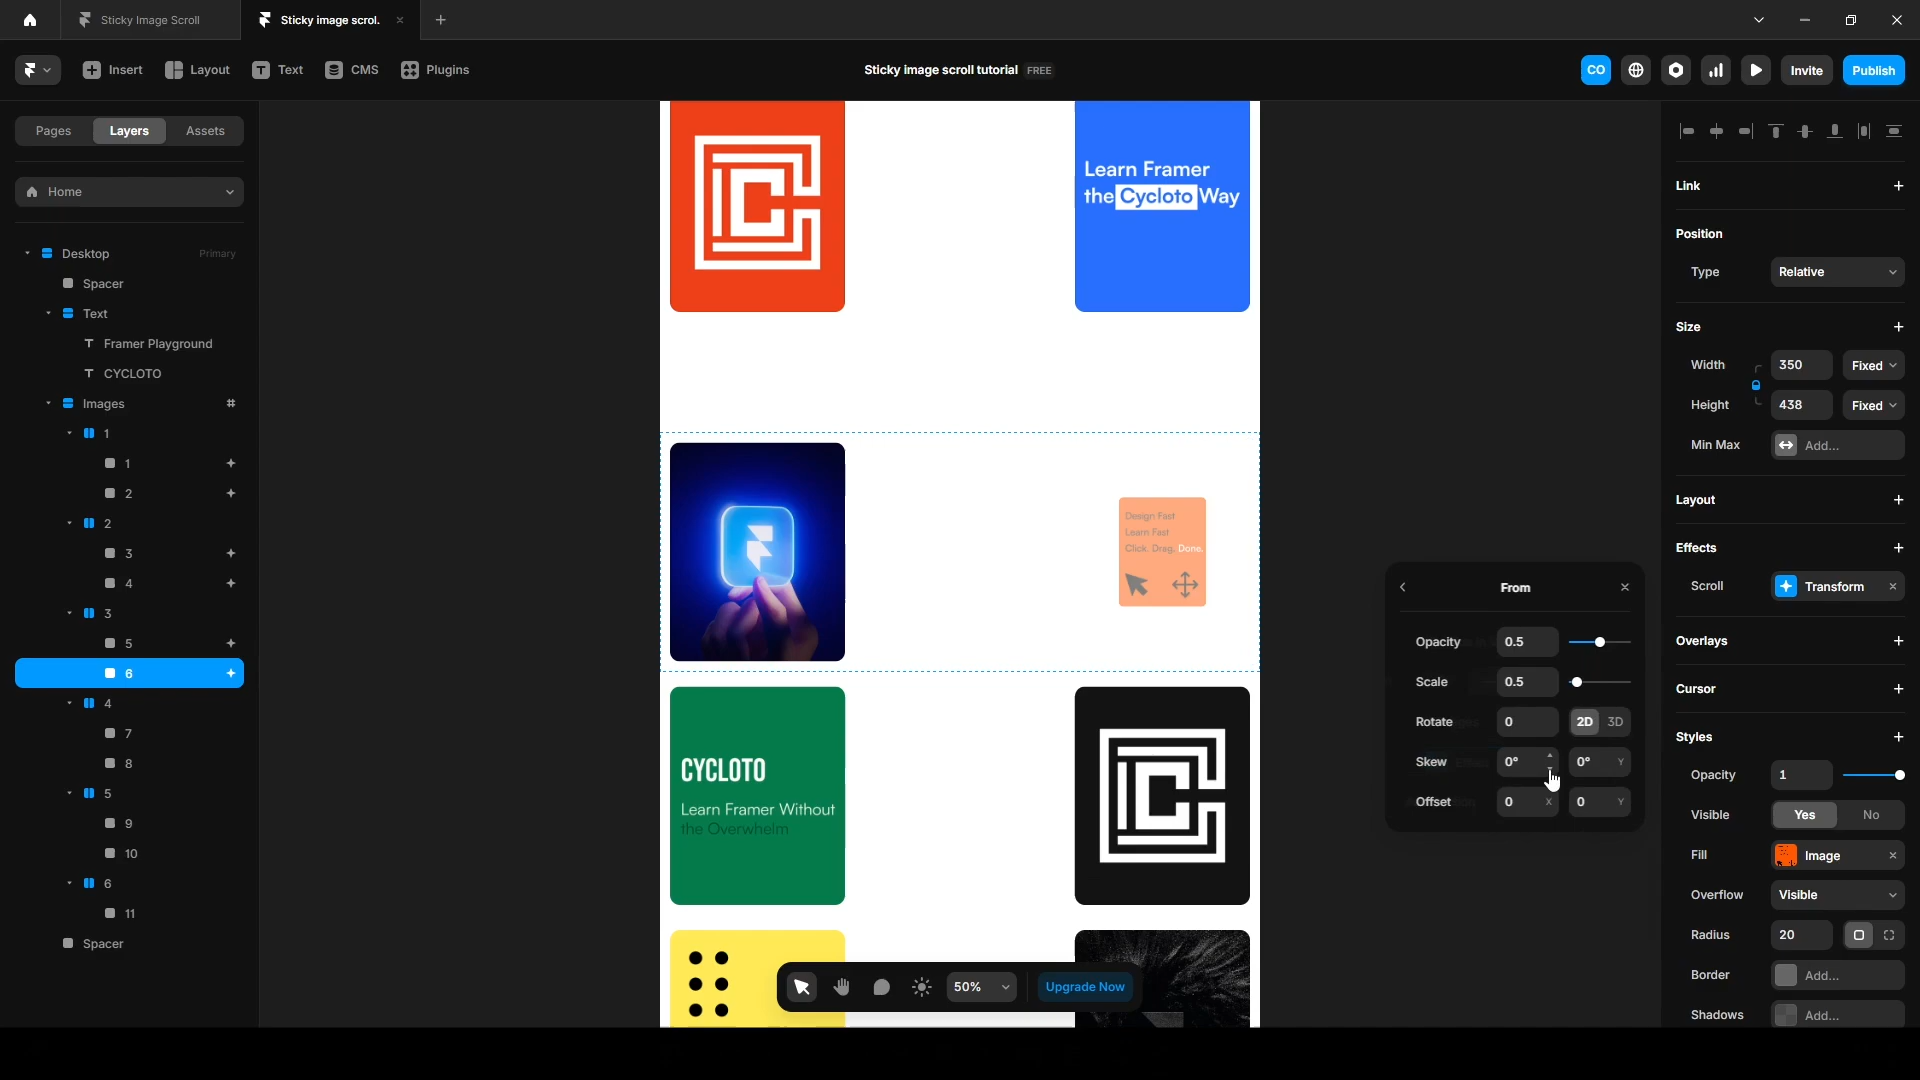 Sticky Image Scroll
Sticky image scrol.
Insert
Layout
Text
CMS
Plugins
Sticky image scroll tutorial FREE
CO
Invite
Publish
Pages
Layers
Assets
Home
Desktop
Primary
Spacer
Text
Framer Playground
CYCLOTO
Images
1
1
2
2
3
4
3
5
6
4
7
8
5
9
10
6
11
Spacer
Learn Framer
the Cycloto Way
Design Fast
Learn Fast
Click. Drag. Done.
CYCLOTO
Learn Framer Without
the Overwhelm
50%
Upgrade Now
From
Opacity 0.5
Scale 0.5
Rotate 0 2D 3D
Skew 0° 0° Y
Offset 0 X 0 Y
Link
Position
Type Relative
Size
Width 350 Fixed
Height 438 Fixed
Min Max Add...
Layout
Effects
Scroll Transform
Overlays
Cursor
Styles
Opacity 1
Visible Yes No
Fill Image
Overflow Visible
Radius 20
Border Add...
Shadows Add...